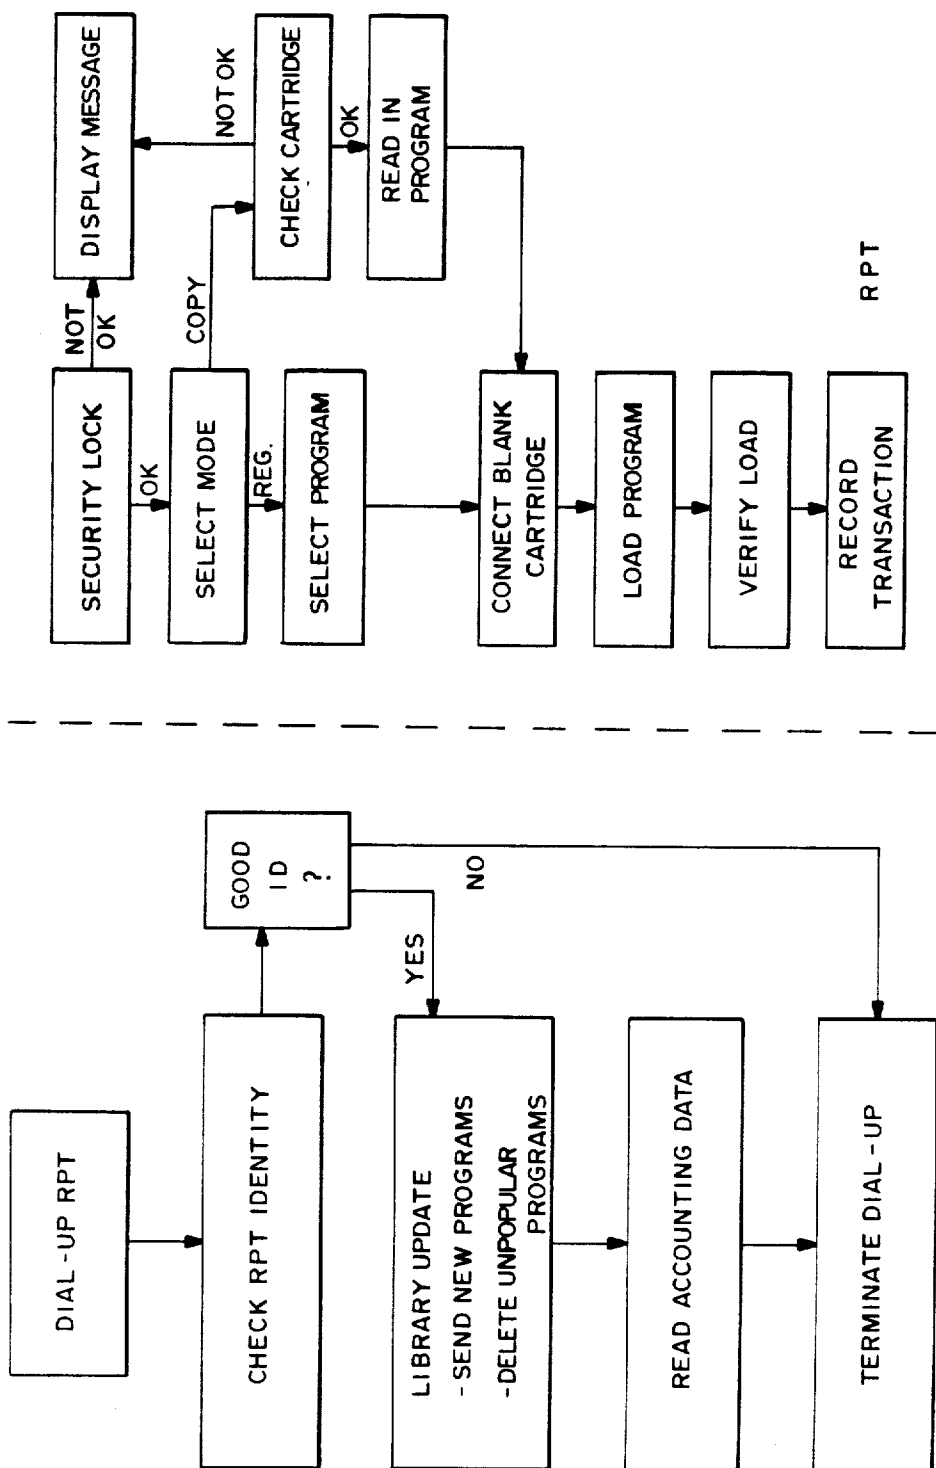 DIAL-UP RPT
CHECK RPT IDENTITY
GOOD
ID
?
YES
NO
LIBRARY UPDATE
- SEND NEW PROGRAMS
-DELETE UNPOPULAR
PROGRAMS
READ ACCOUNTING DATA
TERMINATE DIAL-UP
SECURITY LOCK
NOT
OK
DISPLAY MESSAGE
OK
SELECT MODE
COPY
NOT OK
CHECK CARTRIDGE
REG.
OK
SELECT PROGRAM
READ IN
PROGRAM
CONNECT BLANK
CARTRIDGE
LOAD PROGRAM
VERIFY LOAD
RECORD
TRANSACTION
RPT